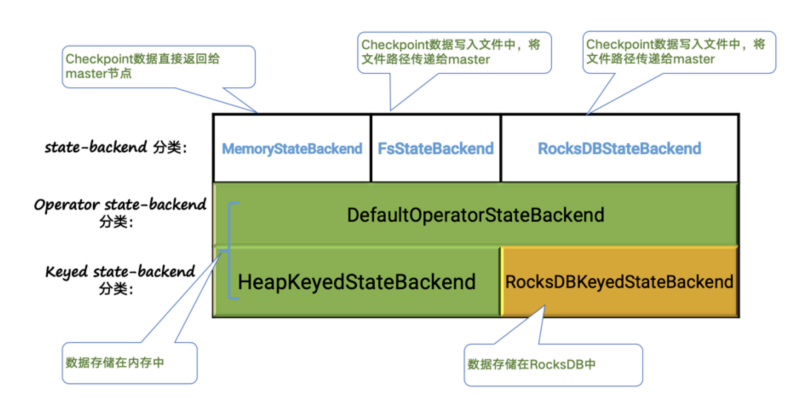 Checkpoint数据直接返回给
master节点
Checkpoint数据写入文件中，将
文件路径传递给master
Checkpoint数据写入文件中，将
文件路径传递给master
state-backend 分类：
MemoryStateBackend
FsStateBackend
RocksDBStateBackend
Operator state-backend
分类：
DefaultOperatorStateBackend
Keyed state-backend
分类：
HeapKeyedStateBackend
RocksDBKeyedStateBackend
数据存储在内存中
数据存储在RocksDB中